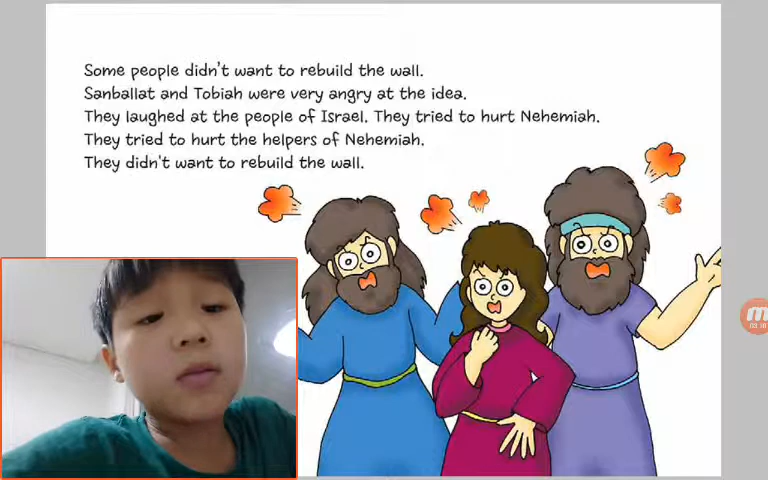 Some people didn't want to rebuild the wall.
Sanballat and Tobiah were very angry at the idea.
They laughed at the people of Israel. They tried to hurt Nehemiah.
They tried to hurt the helpers of Nehemiah.
They didn't want to rebuild the wall.